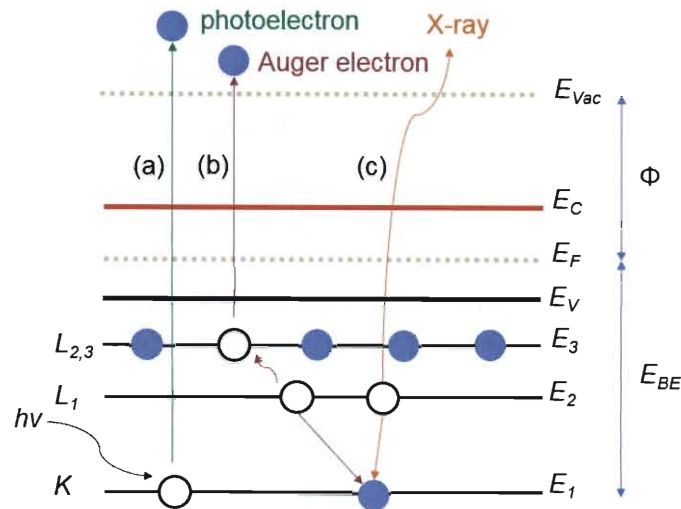 photoelectron
X-ray
Auger electron
E_Vac
(a)
(b)
(c)
Φ
E_C
E_F
E_V
L_2,3
E_3
E_BE
L_1
E_2
hν
K
E_1